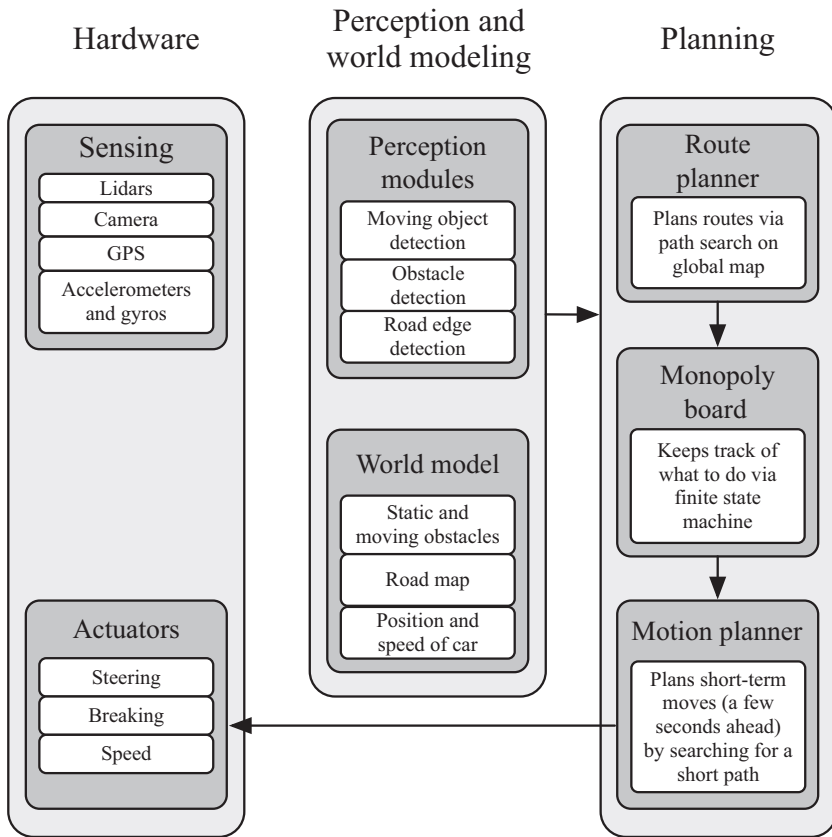 Hardware
Sensing
Lidars
Camera
GPS
Accelerometers
and gyros
Actuators
Steering
Breaking
Speed
Perception and
world modeling
Perception
modules
Moving object
detection
Obstacle
detection
Road edge
detection
World model
Static and
moving obstacles
Road map
Position and
speed of car
Planning
Route
planner
Plans routes via
path search on
global map
Monopoly
board
Keeps track of
what to do via
finite state
machine
Motion planner
Plans short-term
moves (a few
seconds ahead)
by searching for a
short path